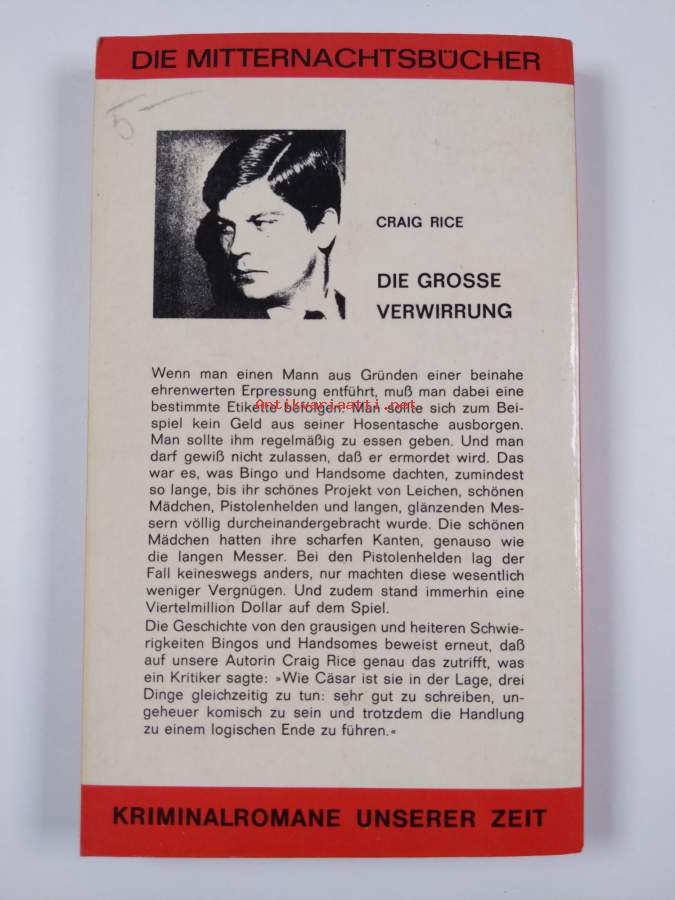 DIE MITTERNACHTSBÜCHER
5
CRAIG RICE
DIE GROSSE
VERWIRRUNG
Wenn man einen Mann aus Gründen einer beinahe
ehrenwerten Erpressung entführt, muß man dabei eine
bestimmte Etikette befolgen. Man sollte sich zum Bei-
spiel kein Geld aus seiner Hosentasche ausborgen.
Man sollte ihm regelmäßig zu essen geben. Und man
darf gewiß nicht zulassen, daß er ermordet wird. Das
war es, was Bingo und Handsome dachten, zumindest
so lange, bis ihr schönes Projekt von Leichen, schönen
Mädchen, Pistolenhelden und langen, glänzenden Mes-
sern völlig durcheinandergebracht wurde. Die schönen
Mädchen hatten ihre scharfen Kanten, genauso wie
die langen Messer. Bei den Pistolenhelden lag der
Fall keineswegs anders, nur machten diese wesentlich
weniger Vergnügen. Und zudem stand immerhin eine
Viertelmillion Dollar auf dem Spiel.
Die Geschichte von den grausigen und heiteren Schwie-
rigkeiten Bingos und Handsomes beweist erneut, daß
auf unsere Autorin Craig Rice genau das zutrifft, was
ein Kritiker sagte: »Wie Cäsar ist sie in der Lage, drei
Dinge gleichzeitig zu tun: sehr gut zu schreiben, un-
geheuer komisch zu sein und trotzdem die Handlung
zu einem logischen Ende zu führen.«
Antikvariaatti.net
KRIMINALROMANE UNSERER ZEIT